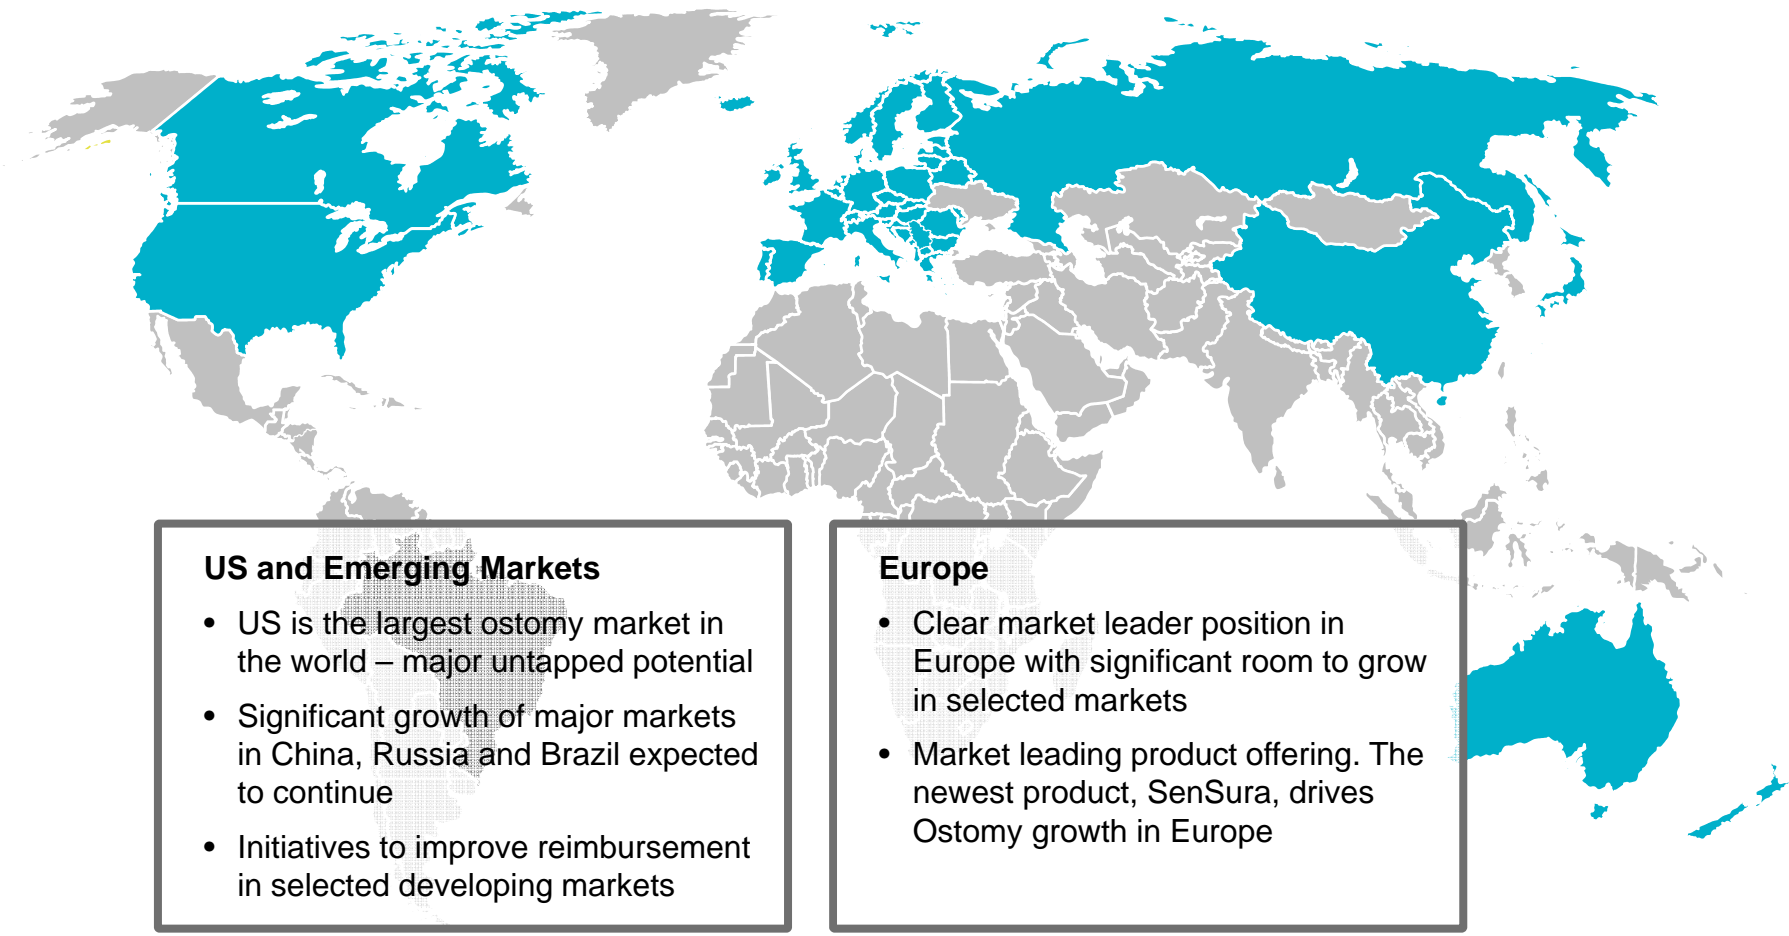 US and Emerging Markets
• US is the largest ostomy market in
the world – major untapped potential
• Significant growth of major markets
in China, Russia and Brazil expected
to continue
• Initiatives to improve reimbursement
in selected developing markets
Europe
• Clear market leader position in
Europe with significant room to grow
in selected markets
• Market leading product offering. The
newest product, SenSura, drives
Ostomy growth in Europe